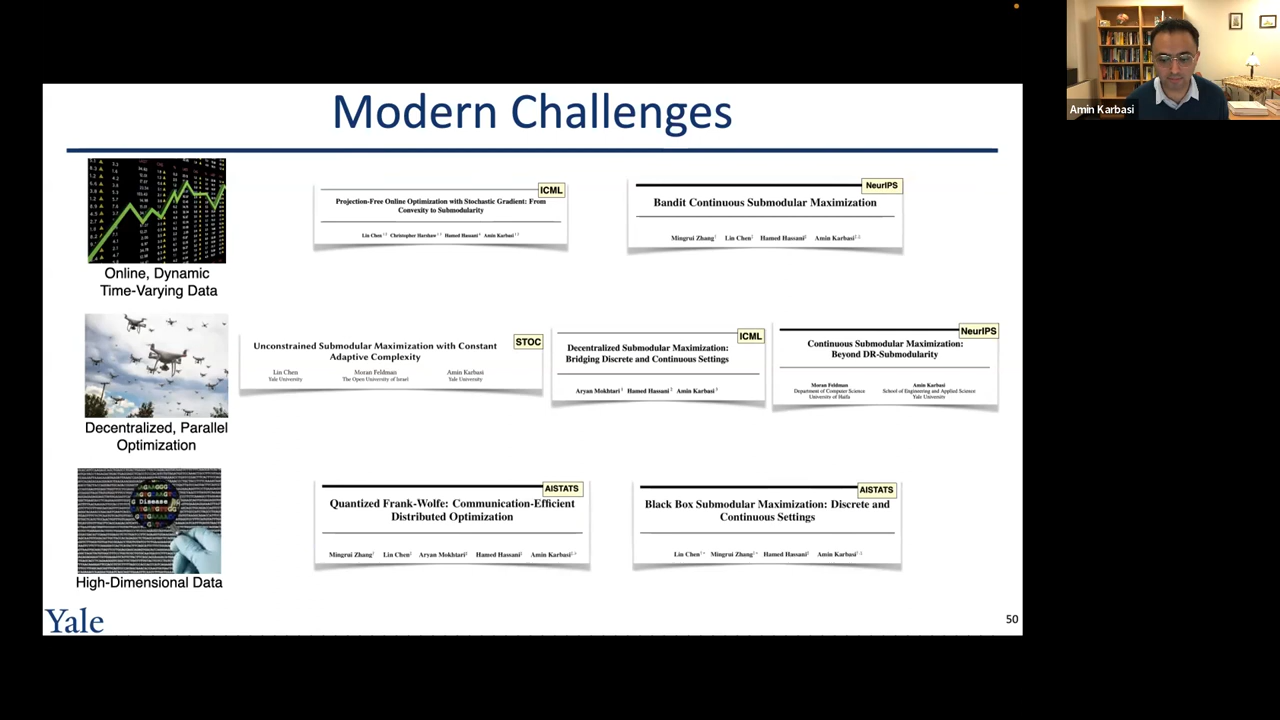 Modern Challenges
Amin Karbasi
ICML
Projection-Free Online Optimization with Stochastic Gradient: From
Convexity to Submodularity
Lin Chen Christopher Harshaw Hamed Hassani Amin Karbasi
NeurIPS
Bandit Continuous Submodular Maximization
Mingrui Zhang Lin Chen Hamed Hassani Amin Karbasi
Online, Dynamic
Time-Varying Data
STOC
Unconstrained Submodular Maximization with Constant
Adaptive Complexity
Lin Chen Moran Feldman Amin Karbasi
Yale University The Open University of Israel Yale University
ICML
Decentralized Submodular Maximization:
Bridging Discrete and Continuous Settings
Aryan Mokhtari Hamed Hassani Amin Karbasi
NeurIPS
Continuous Submodular Maximization:
Beyond DR-Submodularity
Moran Feldman Amin Karbasi
Department of Computer Science School of Engineering and Applied Science
University of Haifa Yale University
Decentralized, Parallel
Optimization
AISTATS
Quantized Frank-Wolfe: Communication-Efficient
Distributed Optimization
Mingrui Zhang Lin Chen Aryan Mokhtari Hamed Hassani Amin Karbasi
AISTATS
Black Box Submodular Maximization: Discrete and
Continuous Settings
Lin Chen Mingrui Zhang Hamed Hassani Amin Karbasi
Disease
High-Dimensional Data
Yale
50